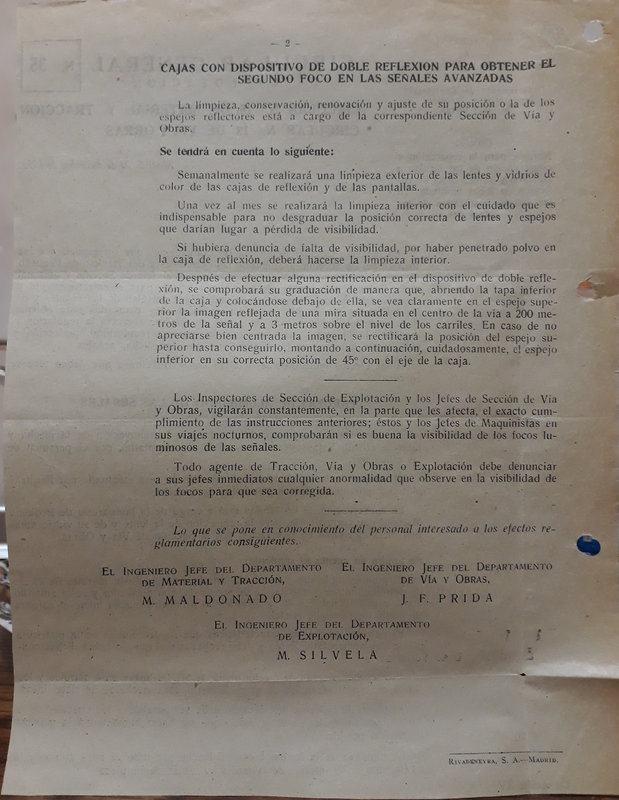 — 2 —
CAJAS CON DISPOSITIVO DE DOBLE REFLEXION PARA OBTENER EL
SEGUNDO FOCO EN LAS SEÑALES AVANZADAS
La limpieza, conservación, renovación y ajuste de su posición o la de los
espejos reflectores está a cargo de la correspondiente Sección de Vía y
Obras.
Se tendrá en cuenta lo siguiente:
Semanalmente se realizará una limpieza exterior de las lentes y vidrios de
color de las cajas de reflexión y de las pantallas.
Una vez al mes se realizará la limpieza interior con el cuidado que es
indispensable para no desgraduar la posición correcta de lentes y espejos
que darían lugar a pérdida de visibilidad.
Si hubiera denuncia de falta de visibilidad, por haber penetrado polvo en
la caja de reflexión, deberá hacerse la limpieza interior.
Después de efectuar alguna rectificación en el dispositivo de doble refle-
xión, se comprobará su graduación de manera que, abriendo la tapa inferior
de la caja y colocándose debajo de ella, se vea claramente en el espejo supe-
rior la imagen reflejada de una mira situada en el centro de la vía a 200 me-
tros de la señal y a 3 metros sobre el nivel de los carriles. En caso de no
apreciarse bien centrada la imagen, se rectificará la posición del espejo su-
perior hasta conseguirlo, montando a continuación, cuidadosamente, el espejo
inferior en su correcta posición de 45º con el eje de la caja.
Los Inspectores de Sección de Explotación y los Jefes de Sección de Vía
y Obras, vigilarán constantemente, en la parte que les afecta, el exacto cum-
plimiento de las instrucciones anteriores; éstos y los Jefes de Maquinistas en
sus viajes nocturnos, comprobarán si es buena la visibilidad de los focos lu-
minosos de las señales.
Todo agente de Tracción, Vía y Obras o Explotación debe denunciar
a sus jefes inmediatos cualquier anormalidad que observe en la visibilidad de
los focos para que sea corregida.
Lo que se pone en conocimiento del personal interesado a los efectos re-
glamentarios consiguientes.
EL INGENIERO JEFE DEL DEPARTAMENTO
DE MATERIAL Y TRACCIÓN,
M. MALDONADO
EL INGENIERO JEFE DEL DEPARTAMENTO
DE VÍA Y OBRAS,
J. F. PRIDA
EL INGENIERO JEFE DEL DEPARTAMENTO
DE EXPLOTACIÓN,
M. SILVELA
RIVADENEYRA, S. A.—MADRID.